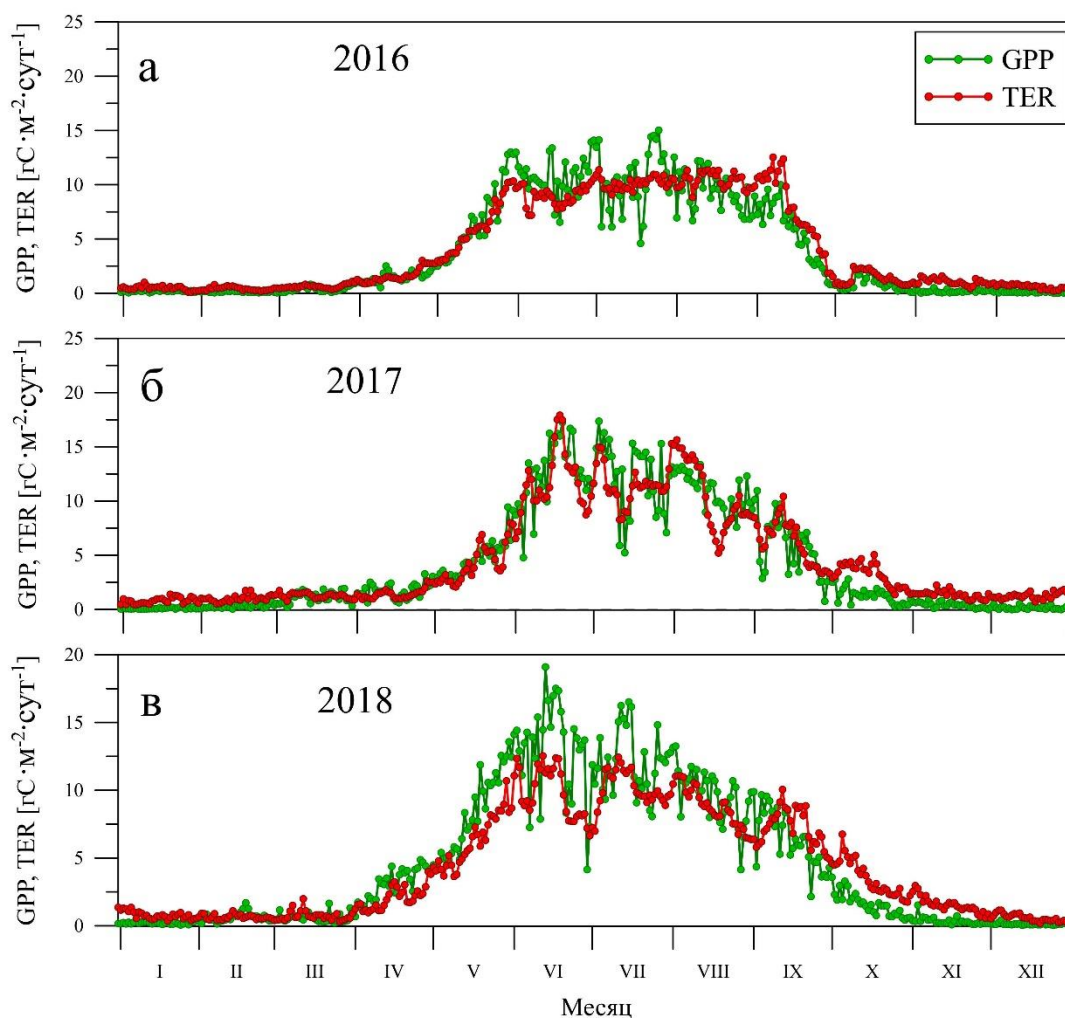 GPP, TER [гС·м⁻²·сут⁻¹]
25
20
15
10
5
0
а
2016
GPP
TER
GPP, TER [гС·м⁻²·сут⁻¹]
25
20
15
10
5
0
б
2017
GPP, TER [гС·м⁻²·сут⁻¹]
20
15
10
5
0
в
2018
I II III IV V VI VII VIII IX X XI XII
Месяц